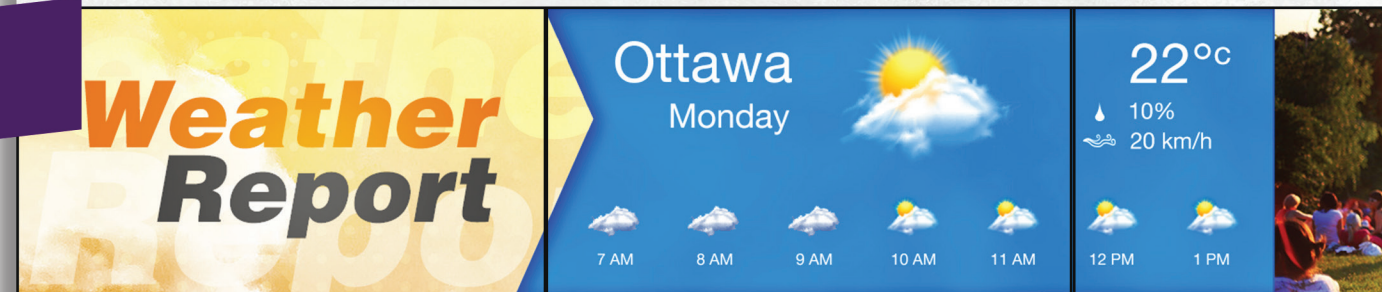 Weather
Report
Ottawa
Monday
22°c
10%
20 km/h
7 AM 8 AM 9 AM 10 AM 11 AM 12 PM 1 PM